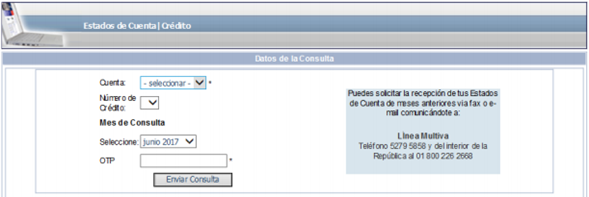 Estados de Cuenta| Crédito
Datos de la Consulta
Cuenta: - seleccionar - *
Número de
Crédito:
Mes de Consulta
Seleccione: junio 2017
OTP *
Enviar Consulta
Puedes solicitar la recepción de tus Estados
de Cuenta de meses anteriores vía fax o e-
mail comunicándote a:
Línea Multiva
Teléfono 5279 5858 y del interior de la
República al 01 800 226 2668